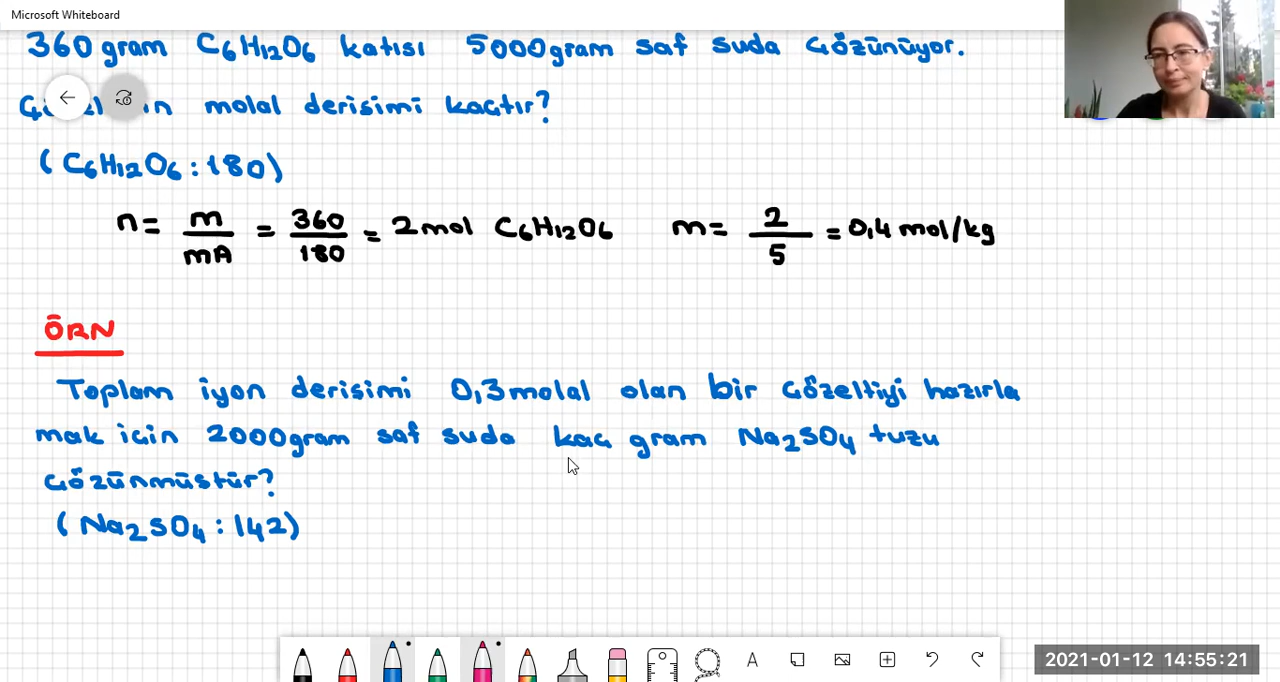 Microsoft Whiteboard
360 gram C₆H₁₂O₆ katısı 5000 gram saf suda çözünüyor.
molal derişimi kaçtır?
(C₆H₁₂O₆ : 180)
n = m/mA = 360/180 = 2 mol C₆H₁₂O₆ m = 2/5 = 0,4 mol/kg
ÖRN
Toplam iyon derişimi 0,3 molal olan bir çözeltiyi hazırla
mak için 2000 gram saf suda kaç gram Na₂SO₄ tuzu
çözünmüştür?
(Na₂SO₄ : 142)
A
2021-01-12 14:55:21